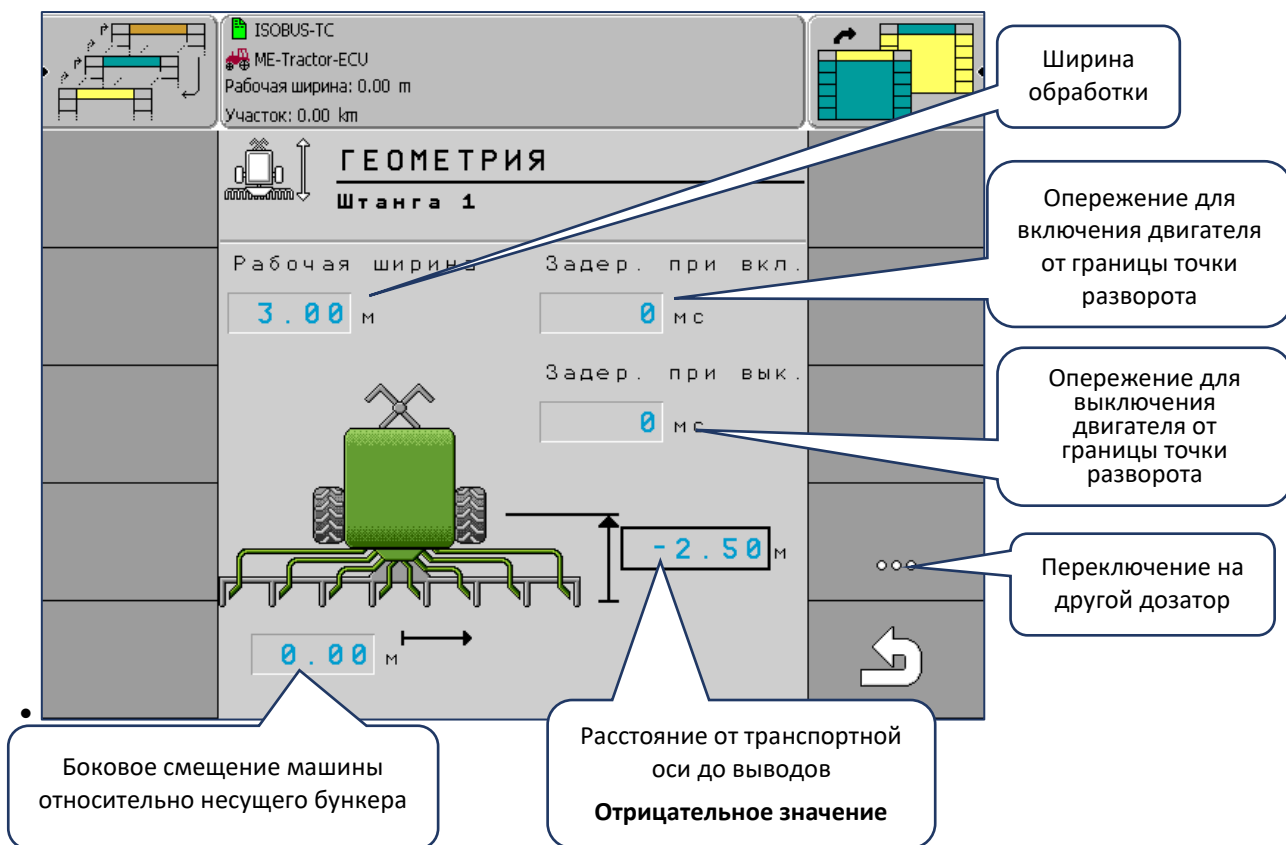 ISOBUS-TC
ME-Tractor-ECU
Рабочая ширина: 0.00 m
Участок: 0.00 km
ГЕОМЕТРИЯ
Штанга 1
Рабочая ширина
3.00 м
Задер. при вкл.
0 мс
Задер. при вык.
0 мс
-2.50 м
0.00 м
Ширина
обработки
Опережение для
включения двигателя
от границы точки
разворота
Опережение для
выключения
двигателя от
границы точки
разворота
Переключение на
другой дозатор
Боковое смещение машины
относительно несущего бункера
Расстояние от транспортной
оси до выводов
Отрицательное значение